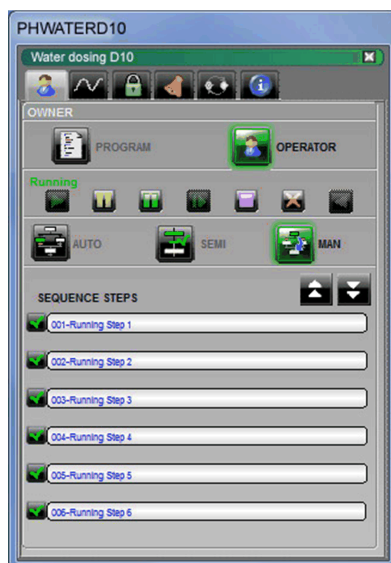 PHWATERD10
Water dosing D10
OWNER
PROGRAM
OPERATOR
Running
AUTO
SEMI
MAN
SEQUENCE STEPS
001-Running Step 1
002-Running Step 2
003-Running Step 3
004-Running Step 4
005-Running Step 5
006-Running Step 6